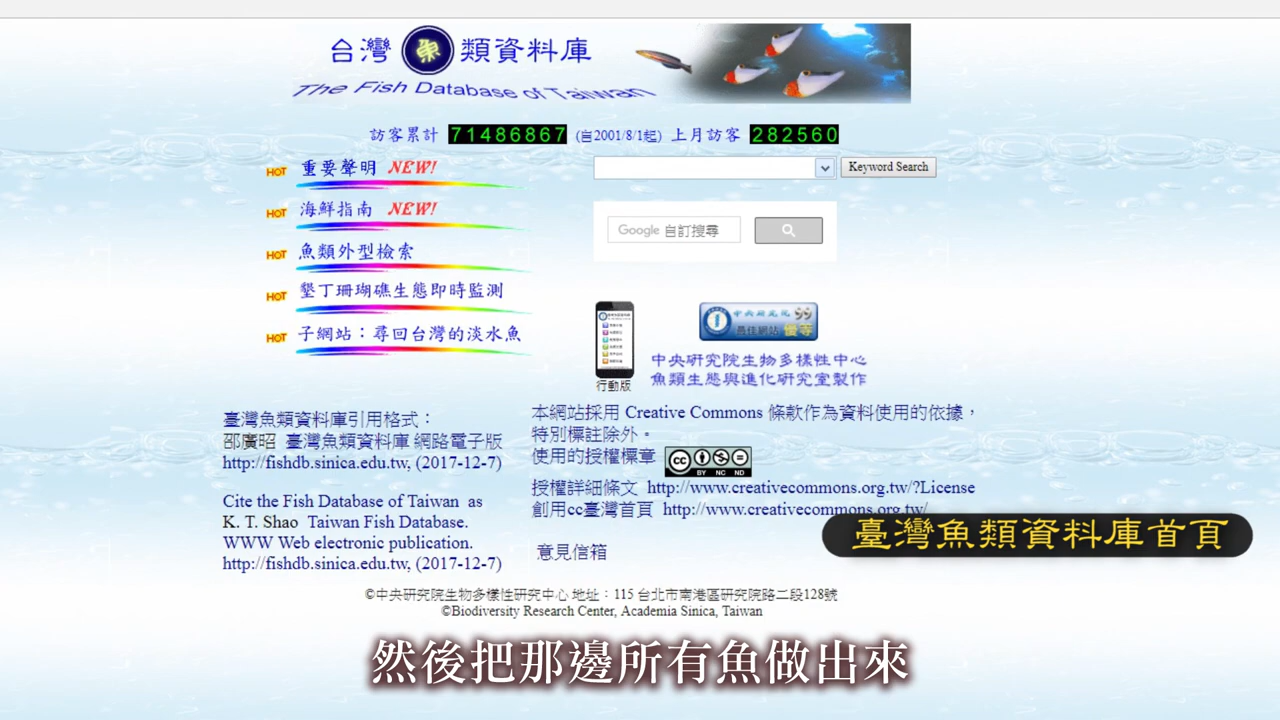 台灣魚類資料庫
The Fish Database of Taiwan
訪客累計 71486867 (自2001/8/1起) 上月訪客 282560
HOT 重要聲明 NEW!
HOT 海鮮指南 NEW!
HOT 魚類外型檢索
HOT 墾丁珊瑚礁生態即時監測
HOT 子網站：尋回台灣的淡水魚
Keyword Search
Google 自訂搜尋
行動版
中央研究院生物多樣性中心
魚類生態與進化研究室製作
臺灣魚類資料庫引用格式：
邵廣昭 臺灣魚類資料庫 網路電子版
http://fishdb.sinica.edu.tw, (2017-12-7)
Cite the Fish Database of Taiwan as
K. T. Shao Taiwan Fish Database.
WWW Web electronic publication.
http://fishdb.sinica.edu.tw, (2017-12-7)
本網站採用 Creative Commons 條款作為資料使用的依據，
特別標註除外。
使用的授權標章 CC BY NC ND
授權詳細條文 http://www.creativecommons.org.tw/?License
創用cc臺灣首頁 http://www.creativecommons.org.tw/
意見信箱
臺灣魚類資料庫首頁
©中央研究院生物多樣性研究中心 地址：115 台北市南港區研究院路二段128號
©Biodiversity Research Center, Academia Sinica, Taiwan
然後把那邊所有魚做出來